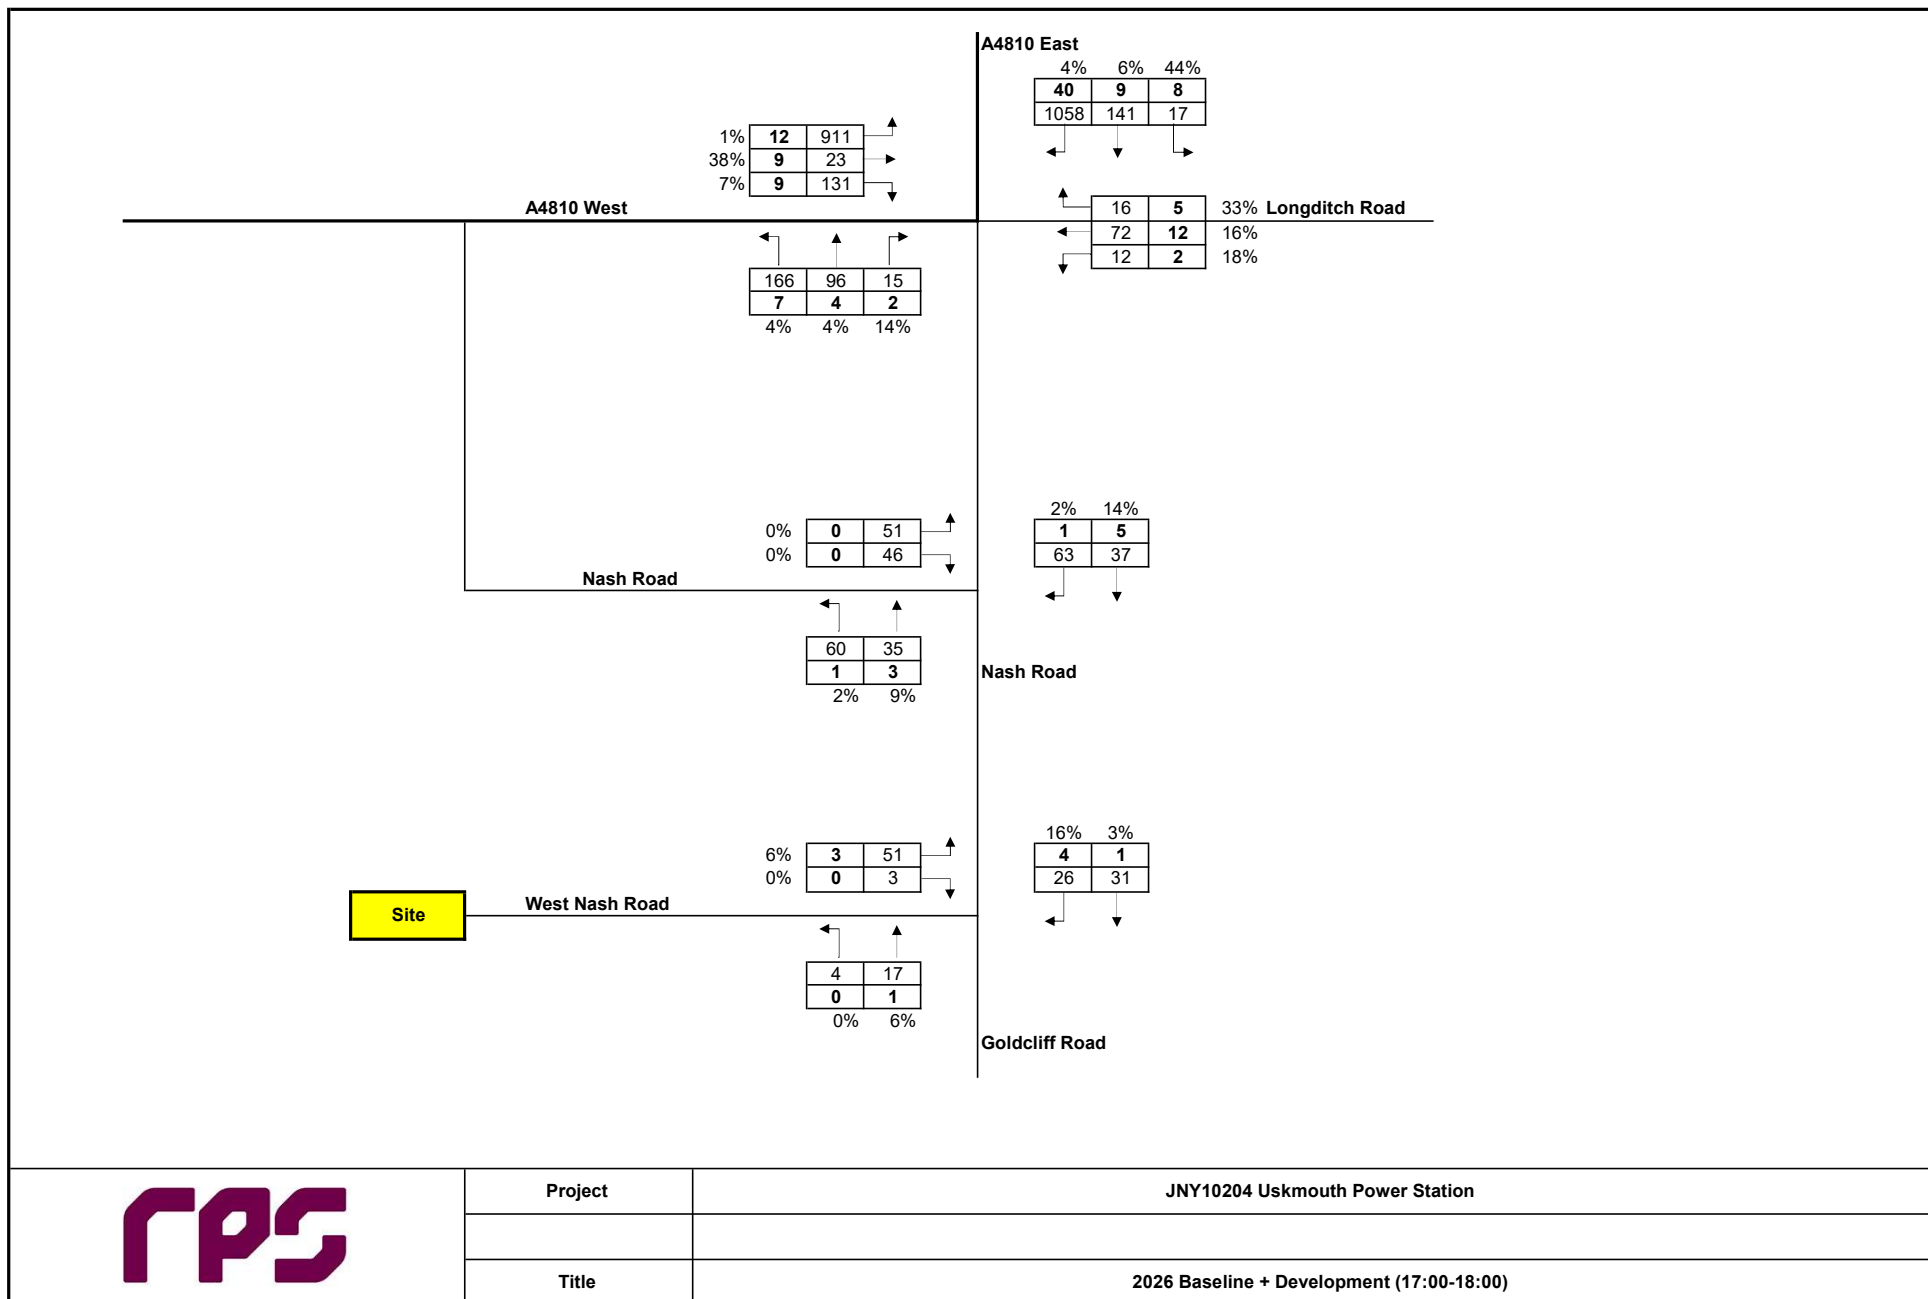 A4810 East
4% 6% 44%
40 9 8
1058 141 17
1% 12 911
38% 9 23
7% 9 131
A4810 West
16 5 33% Longditch Road
72 12 16%
12 2 18%
166 96 15
7 4 2
4% 4% 14%
2% 14%
0% 0 51
1 5
0% 0 46
63 37
Nash Road
60 35
1 3
2% 9%
Nash Road
16% 3%
6% 3 51
4 1
0% 0 3
26 31
Site
West Nash Road
4 17
0 1
0% 6%
Goldcliff Road
rps
Project
JNY10204 Uskmouth Power Station
Title
2026 Baseline + Development (17:00-18:00)